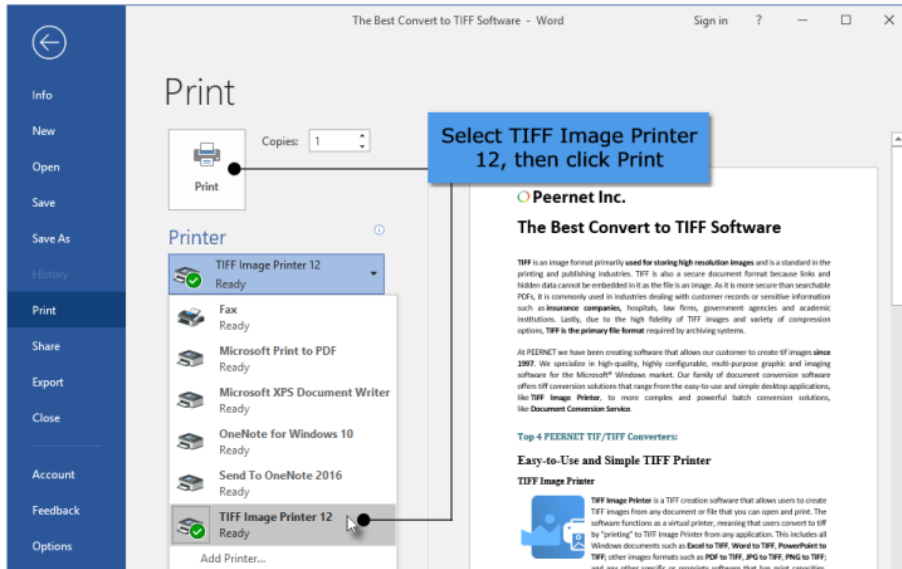 The Best Convert to TIFF Software - Word
Sign in
?
Info
New
Open
Save
Save As
History
Print
Share
Export
Close
Account
Feedback
Options
Print
Copies: 1
Print
Select TIFF Image Printer
12, then click Print
Printer
TIFF Image Printer 12
Ready
Fax
Ready
Microsoft Print to PDF
Ready
Microsoft XPS Document Writer
Ready
OneNote for Windows 10
Ready
Send To OneNote 2016
Ready
TIFF Image Printer 12
Ready
Add Printer...
Peernet Inc.
The Best Convert to TIFF Software
TIFF is an image format primarily used for storing high resolution images and is a standard in the
printing and publishing industries. TIFF is also a secure document format because links and
hidden data cannot be embedded in it as the file is an image. As it is more secure than searchable
PDFs, it is commonly used in industries dealing with customer records or sensitive information
such as insurance companies, hospitals, law firms, government agencies and academic
institutions. Lastly, due to the high fidelity of TIFF images and variety of compression
options, TIFF is the primary file format required by archiving systems.
At PEERNET we have been creating software that allows our customer to create tif images since
1997. We specialize in high-quality, highly configurable, multi-purpose graphic and imaging
software for the Microsoft® Windows market. Our family of document conversion software
offers tiff conversion solutions that range from the easy-to-use and simple desktop applications,
like TIFF Image Printer, to more complex and powerful batch conversion solutions,
like Document Conversion Service.
Top 4 PEERNET TIF/TIFF Converters:
Easy-to-Use and Simple TIFF Printer
TIFF Image Printer
TIFF Image Printer is a TIFF creation software that allows users to create
TIFF images from any document or file that you can open and print. The
software functions as a virtual printer, meaning that users convert to tiff
by "printing" to TIFF Image Printer from any application. This includes all
Windows documents such as Excel to TIFF, Word to TIFF, PowerPoint to
TIFF; other images formats such as PDF to TIFF, JPG to TIFF, PNG to TIFF;
and any other specific or propriety software that has print capacities.